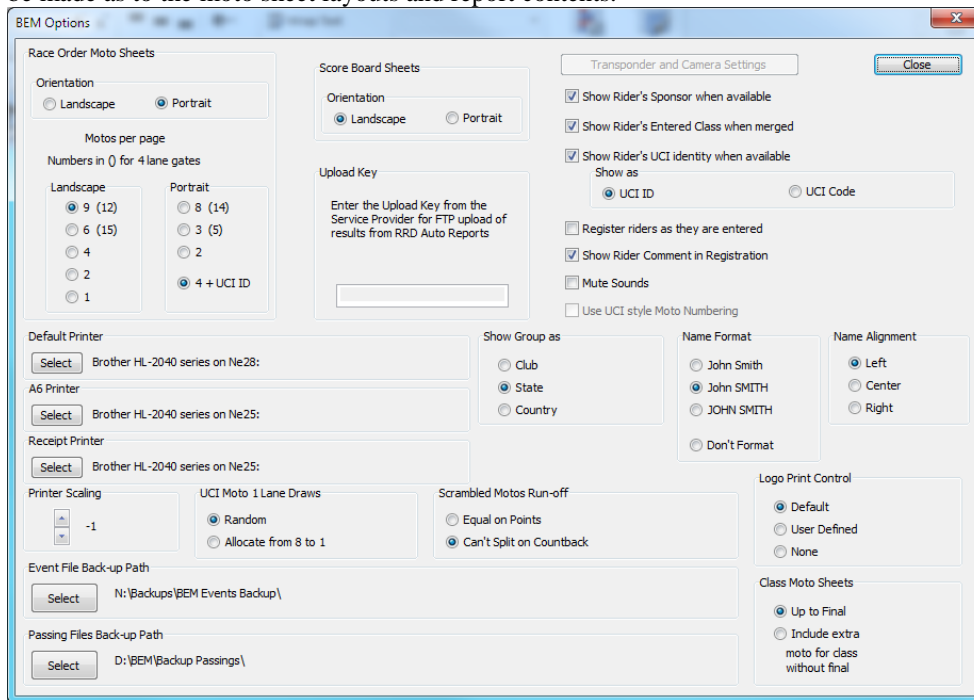 be made as to the moto sheet layouts and report contents.
BEM Options
Race Order Moto Sheets
Orientation
Landscape
Portrait
Motos per page
Numbers in () for 4 lane gates
Landscape
9 (12)
6 (15)
4
2
1
Portrait
8 (14)
3 (5)
2
4 + UCI ID
Score Board Sheets
Orientation
Landscape
Portrait
Upload Key
Enter the Upload Key from the
Service Provider for FTP upload of
results from RRD Auto Reports
Transponder and Camera Settings
Close
Show Rider's Sponsor when available
Show Rider's Entered Class when merged
Show Rider's UCI identity when available
Show as
UCI ID
UCI Code
Register riders as they are entered
Show Rider Comment in Registration
Mute Sounds
Use UCI style Moto Numbering
Default Printer
Select Brother HL-2040 series on Ne28:
A6 Printer
Select Brother HL-2040 series on Ne25:
Receipt Printer
Select Brother HL-2040 series on Ne25:
Show Group as
Club
State
Country
Name Format
John Smith
John SMITH
JOHN SMITH
Don't Format
Name Alignment
Left
Center
Right
Printer Scaling
-1
UCI Moto 1 Lane Draws
Random
Allocate from 8 to 1
Scrambled Motos Run-off
Equal on Points
Can't Split on Countback
Logo Print Control
Default
User Defined
None
Event File Back-up Path
Select N:\Backups\BEM Events Backup\
Passing Files Back-up Path
Select D:\BEM\Backup Passings\
Class Moto Sheets
Up to Final
Include extra
moto for class
without final